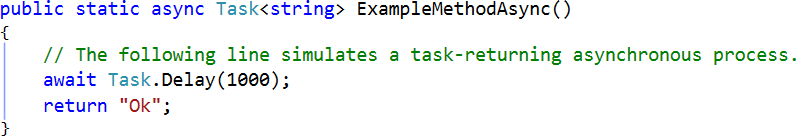 public static async Task<string> ExampleMethodAsync()
{
    // The following line simulates a task-returning asynchronous process.
    await Task.Delay(1000);
    return "Ok";
}